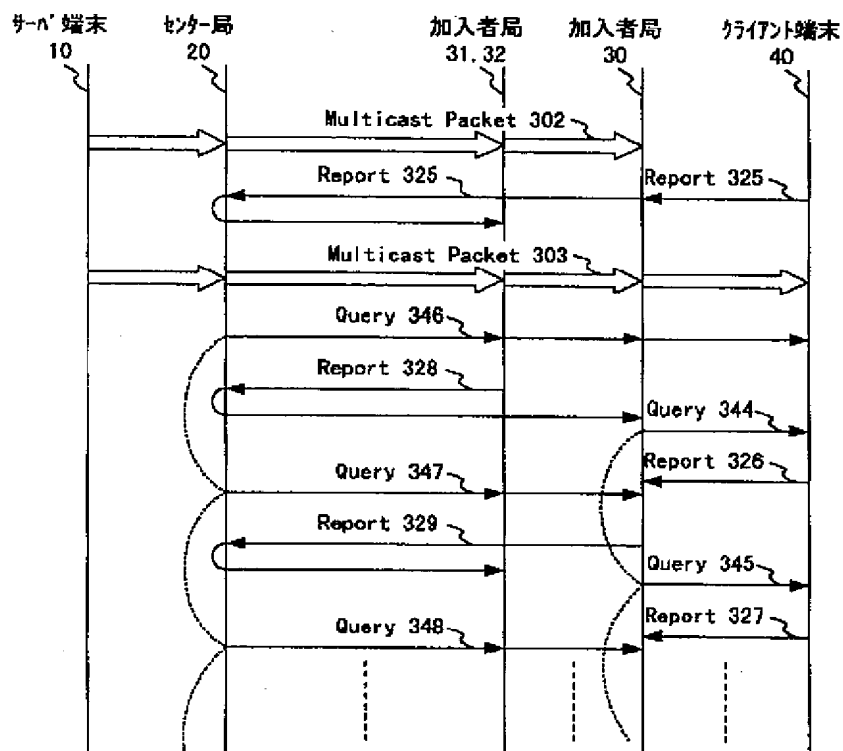 サーバ端末
10
センター局
20
加入者局
31.32
加入者局
30
クライアント端末
40
Multicast Packet 302
Report 325
Report 325
Multicast Packet 303
Query 346
Report 328
Query 344
Report 326
Query 347
Report 329
Query 345
Report 327
Query 348